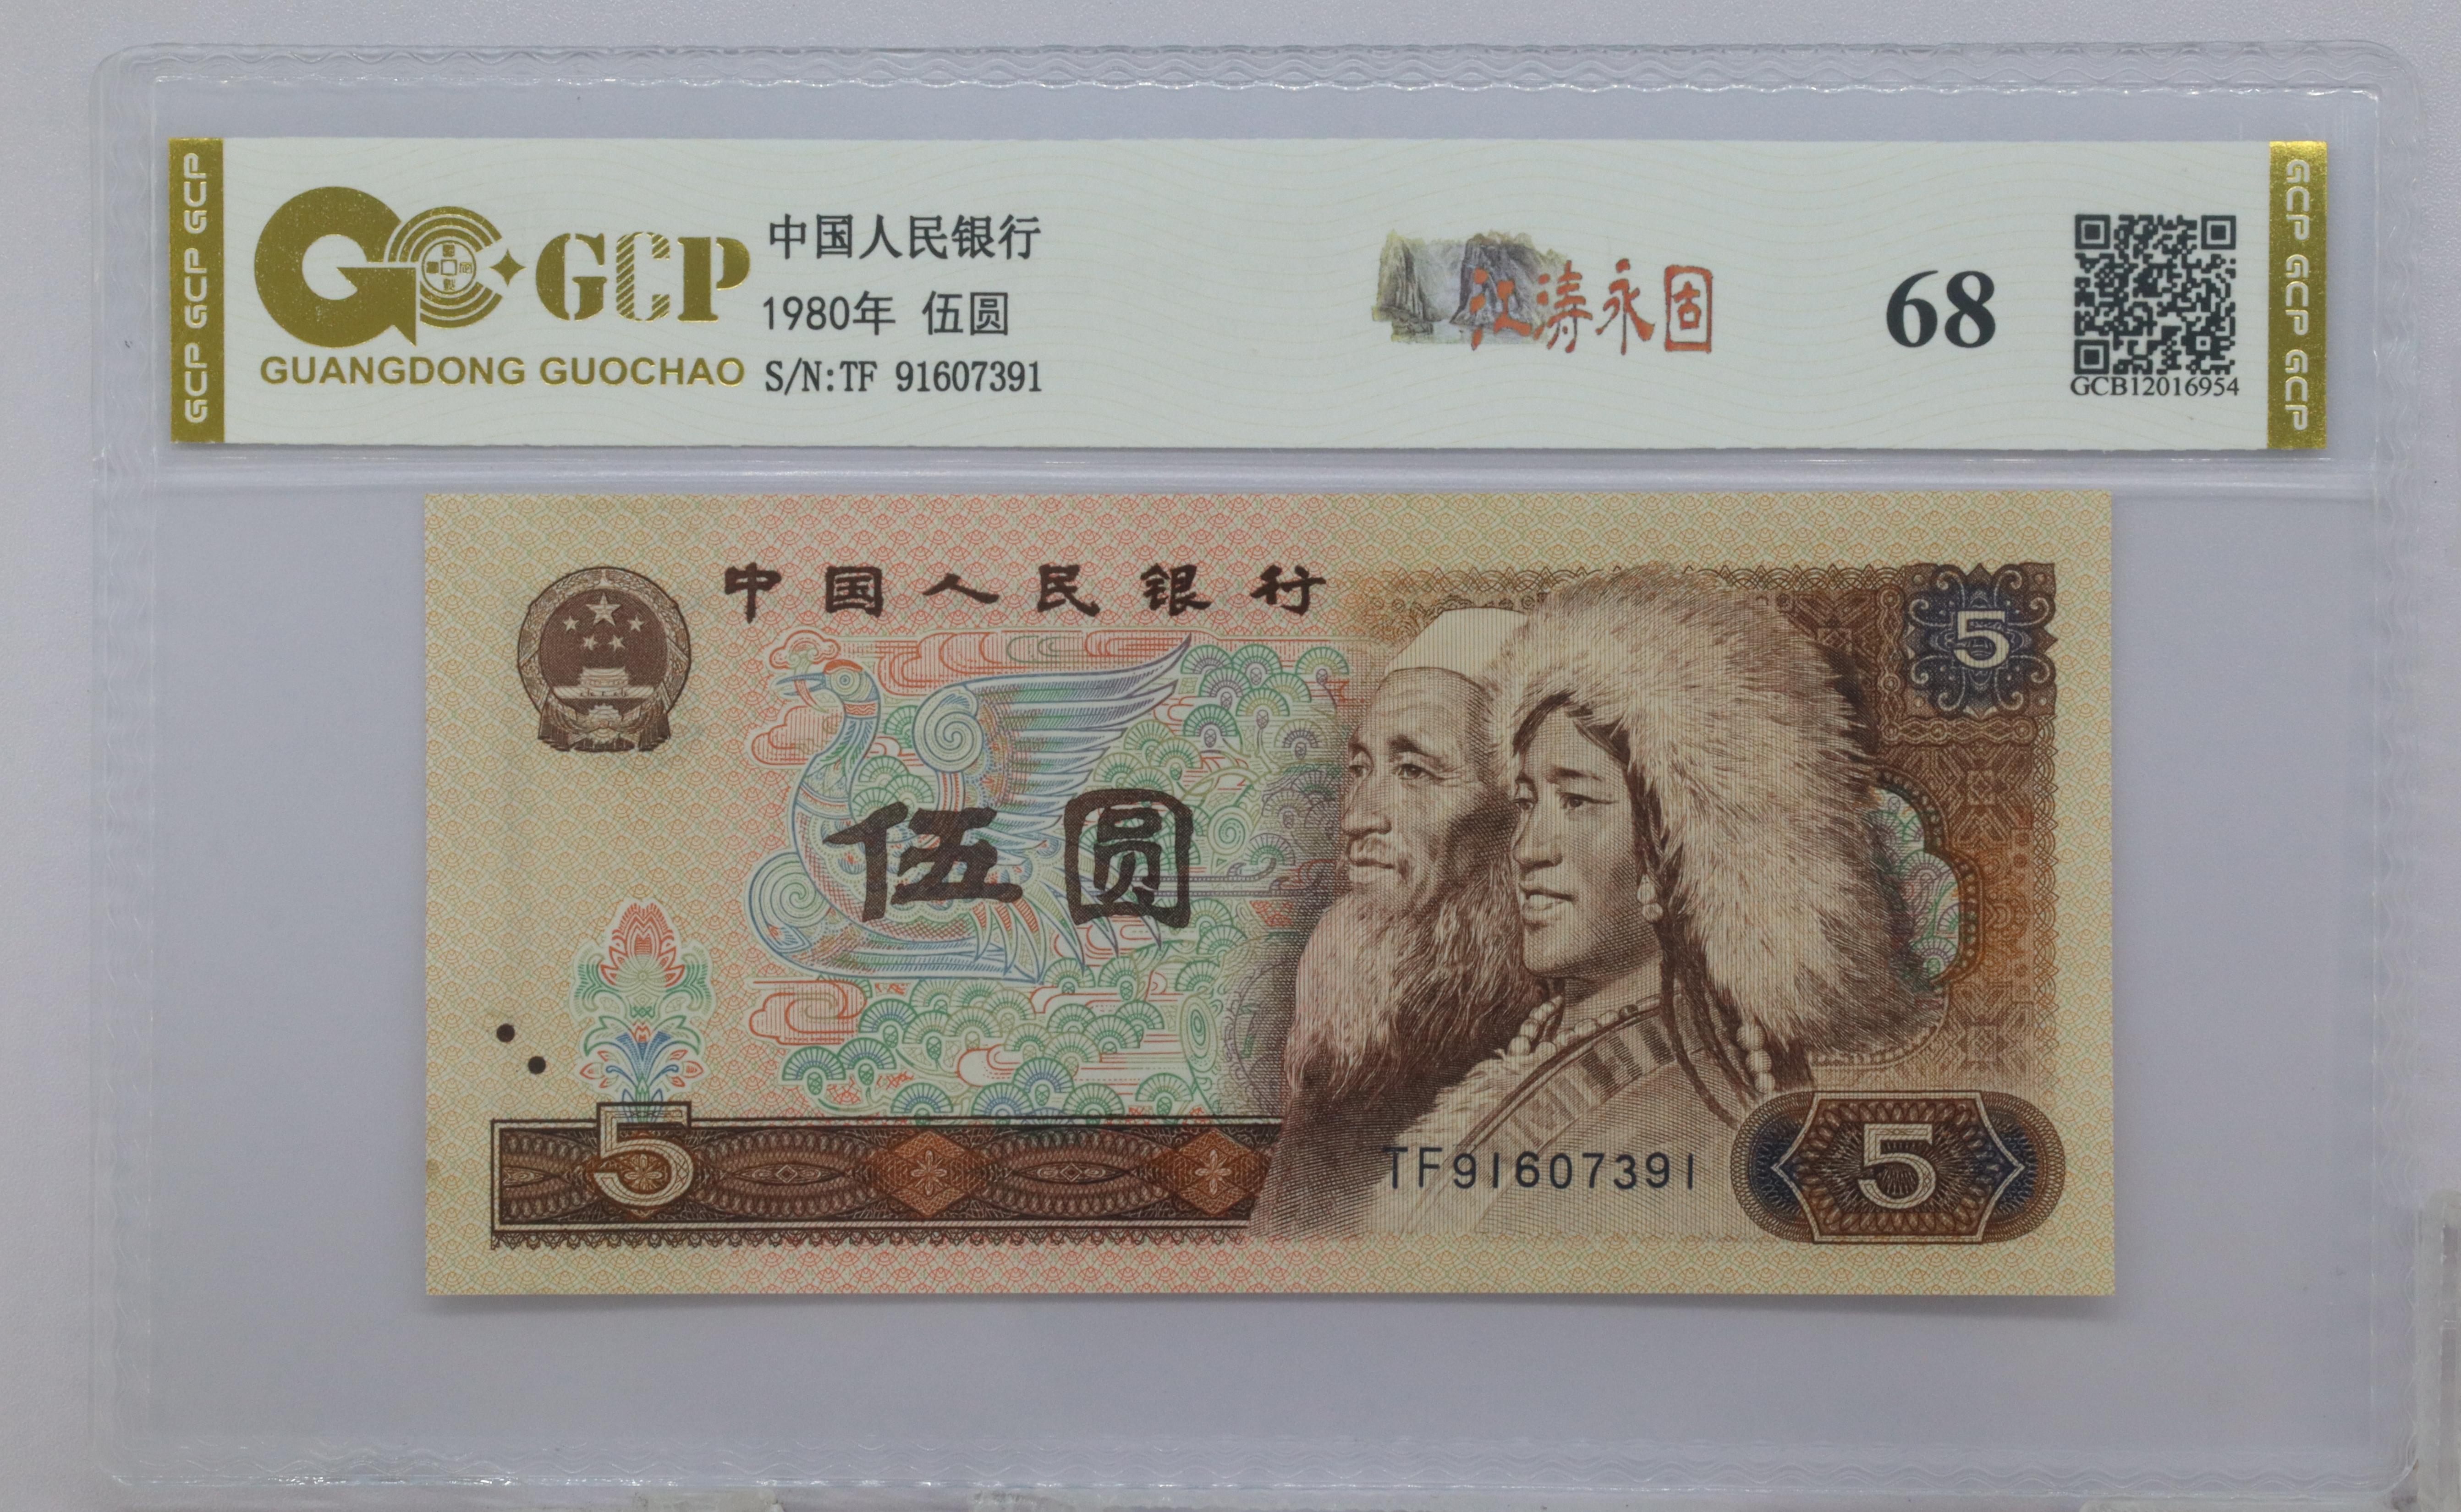 GCP GCP GCP
GCP
GUANGDONG GUOCHAO
中国人民银行
1980年 伍圆
S/N:TF 91607391
江涛永固
68
GCB12016954
GCP GCP GCP
中国人民银行
5
伍圆
5
TF91607391
5